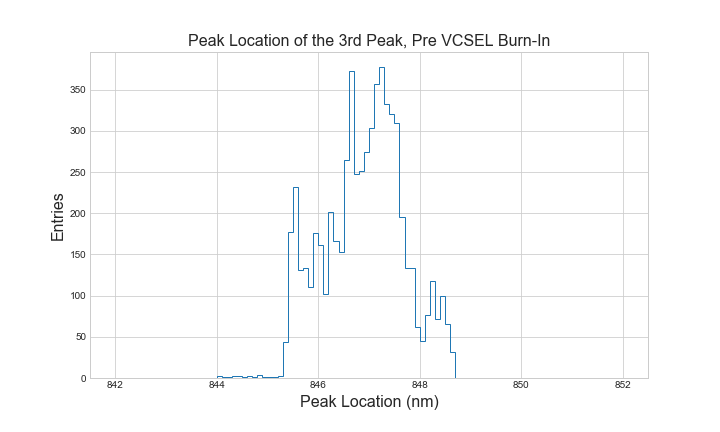 Peak Location of the 3rd Peak, Pre VCSEL Burn-In
350
300
250
200
150
100
50
0
Entries
842 844 846 848 850 852
Peak Location (nm)